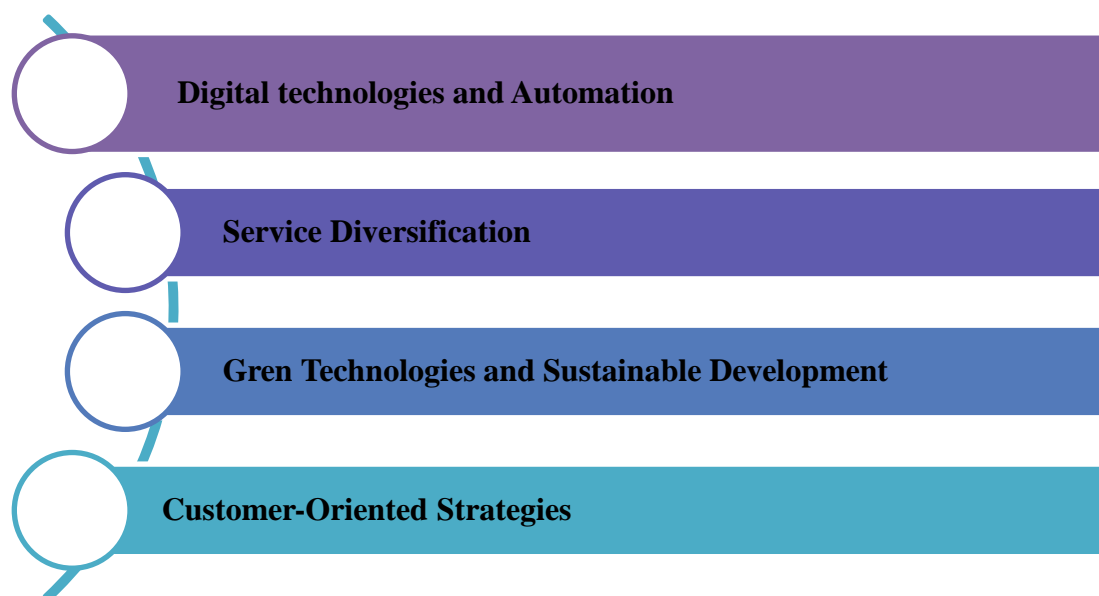 Digital technologies and Automation
Service Diversification
Gren Technologies and Sustainable Development
Customer-Oriented Strategies